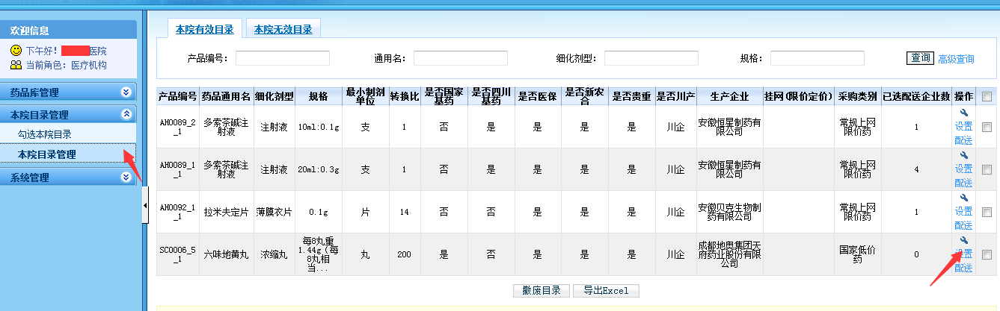 欢迎信息
下午好！医院
当前角色：医疗机构
药品库管理
本院目录管理
勾选本院目录
本院目录管理
系统管理
本院有效目录 本院无效目录
产品编号： 通用名： 细化剂型： 规格： 查询 高级查询
产品编号 药品通用名 细化剂型 规格 最小制剂单位 转换比 是否国家基药 是否四川基药 是否医保 是否新农合 是否贵重 是否川产 生产企业 挂网(限价定价) 采购类别 已选配送企业数 操作
AH0089_2_1 多索茶碱注射液 注射液 10ml:0.1g 支 1 否 是 是 是 是 川企 安徽恒星制药有限公司 常规上网限价药 1 设置配送
AH0089_1_1 多索茶碱注射液 注射液 20ml:0.3g 支 1 否 是 是 是 是 川企 安徽恒星制药有限公司 常规上网限价药 4 设置配送
AH0092_1_1 拉米夫定片 薄膜衣片 0.1g 片 14 否 否 是 是 是 川企 安徽贝克生物制药有限公司 常规上网限价药 1 设置配送
SC0006_5_1 六味地黄丸 浓缩丸 每8丸重1.44g（每8丸相当... 丸 200 是 否 是 是 是 川企 成都地奥集团天府药业股份有限公司 国家低价药 0 设置配送
撤废目录 导出Excel